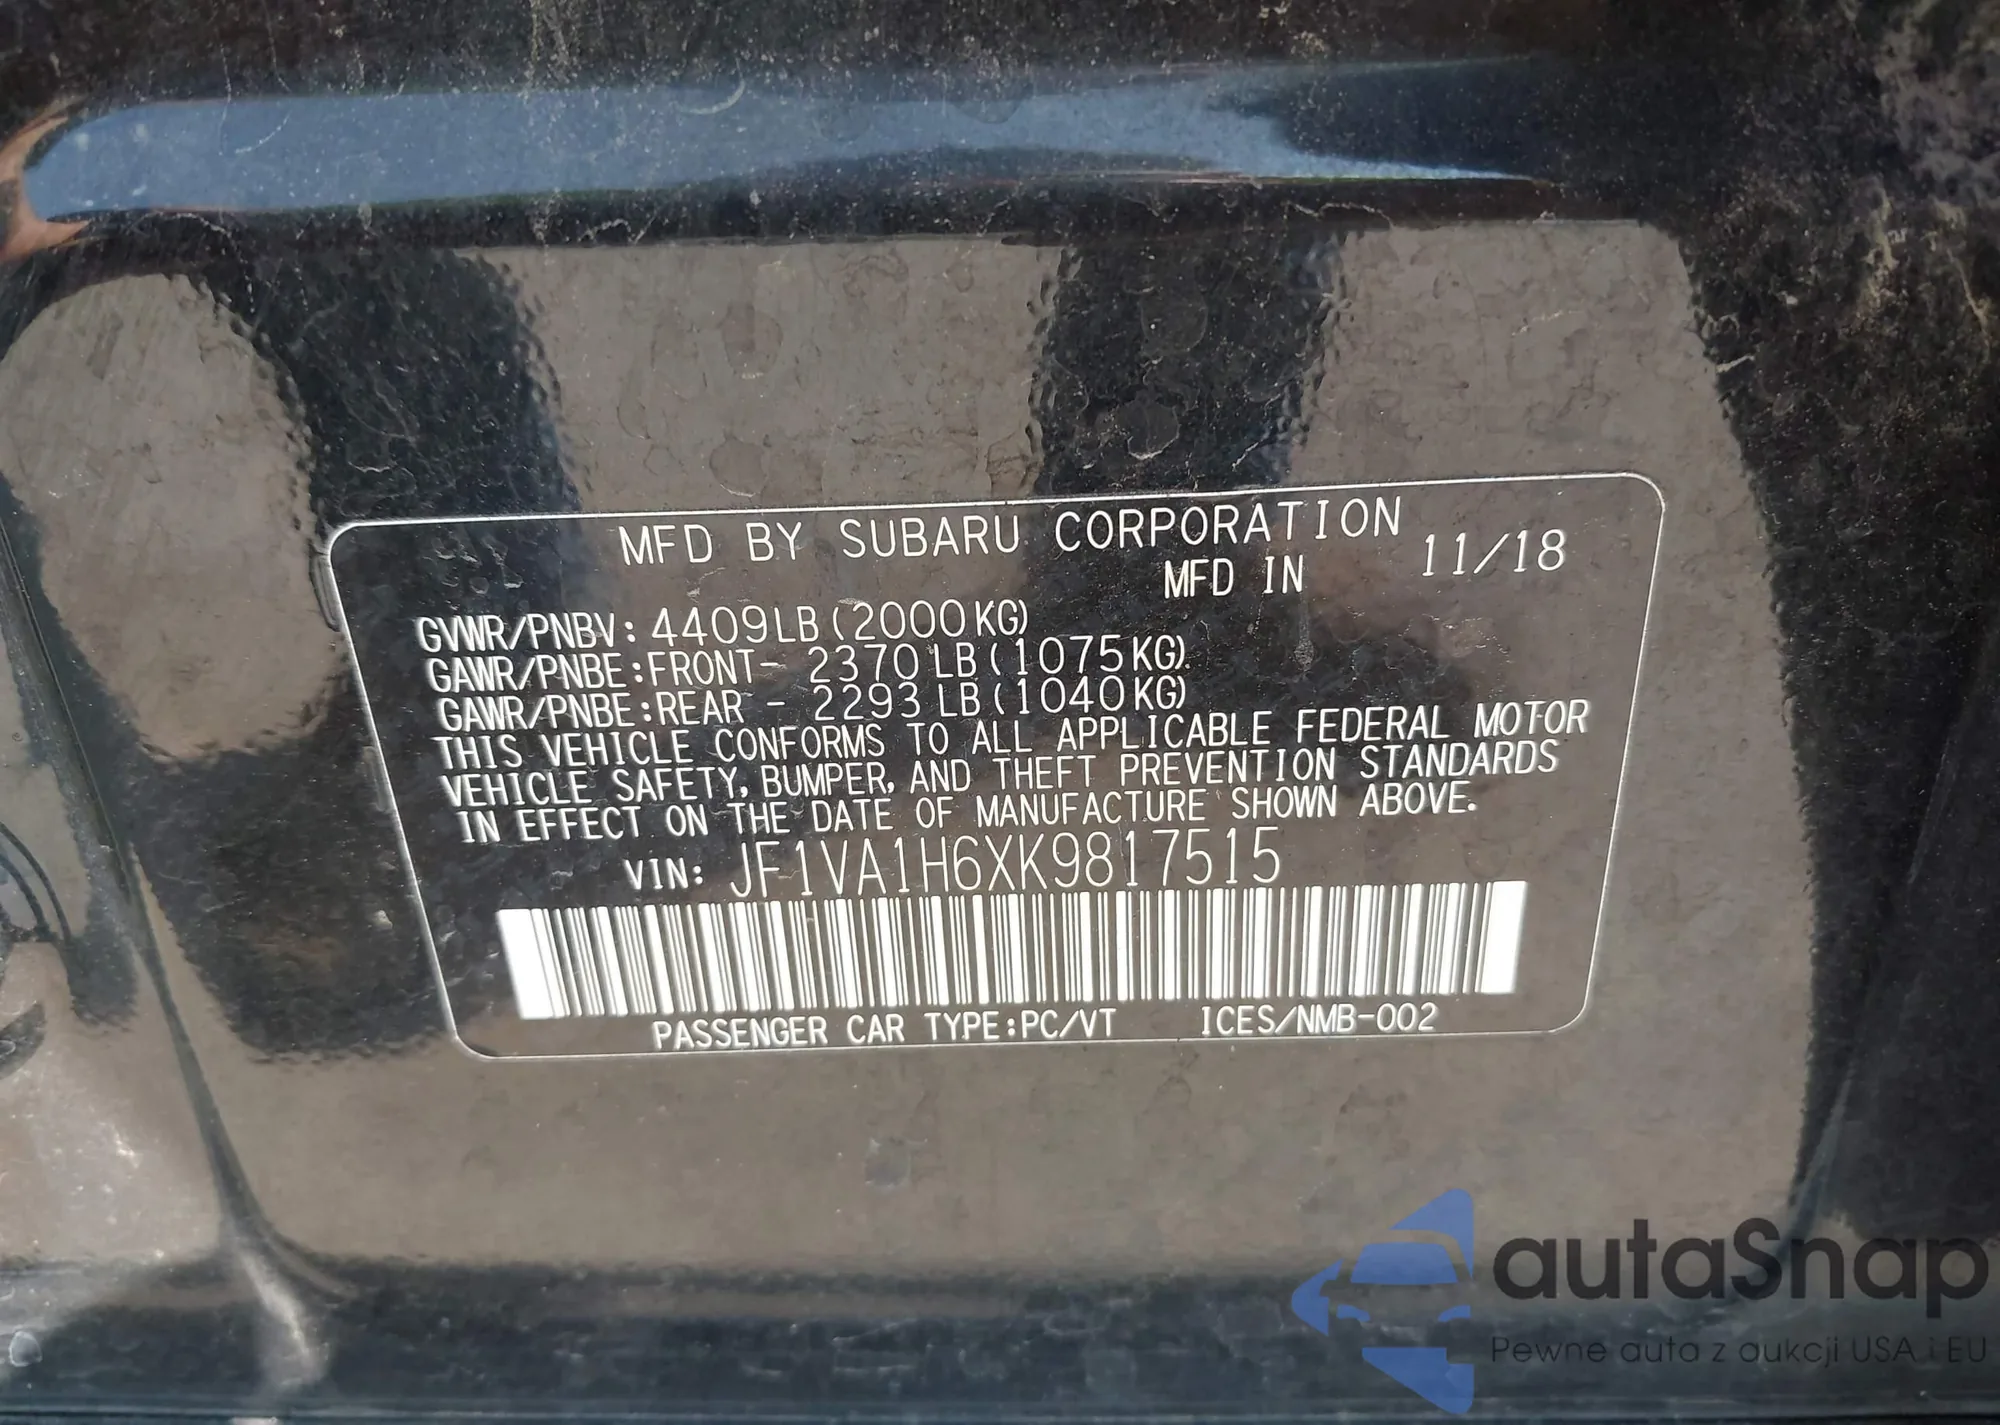 MFD BY SUBARU CORPORATION
MFD IN 11/18
GVWR/PNBV: 4409LB (2000KG)
GAWR/PNBE:FRONT- 2370 LB (1075KG)
GAWR/PNBE:REAR - 2293 LB (1040KG)
THIS VEHICLE CONFORMS TO ALL APPLICABLE FEDERAL MOTOR
VEHICLE SAFETY, BUMPER, AND THEFT PREVENTION STANDARDS
IN EFFECT ON THE DATE OF MANUFACTURE SHOWN ABOVE.
VIN: JF1VA1H6XK9817515
PASSENGER CAR TYPE:PC/VT ICES/NMB-002
autaSnap
Pewne auta z aukcji USA i EU